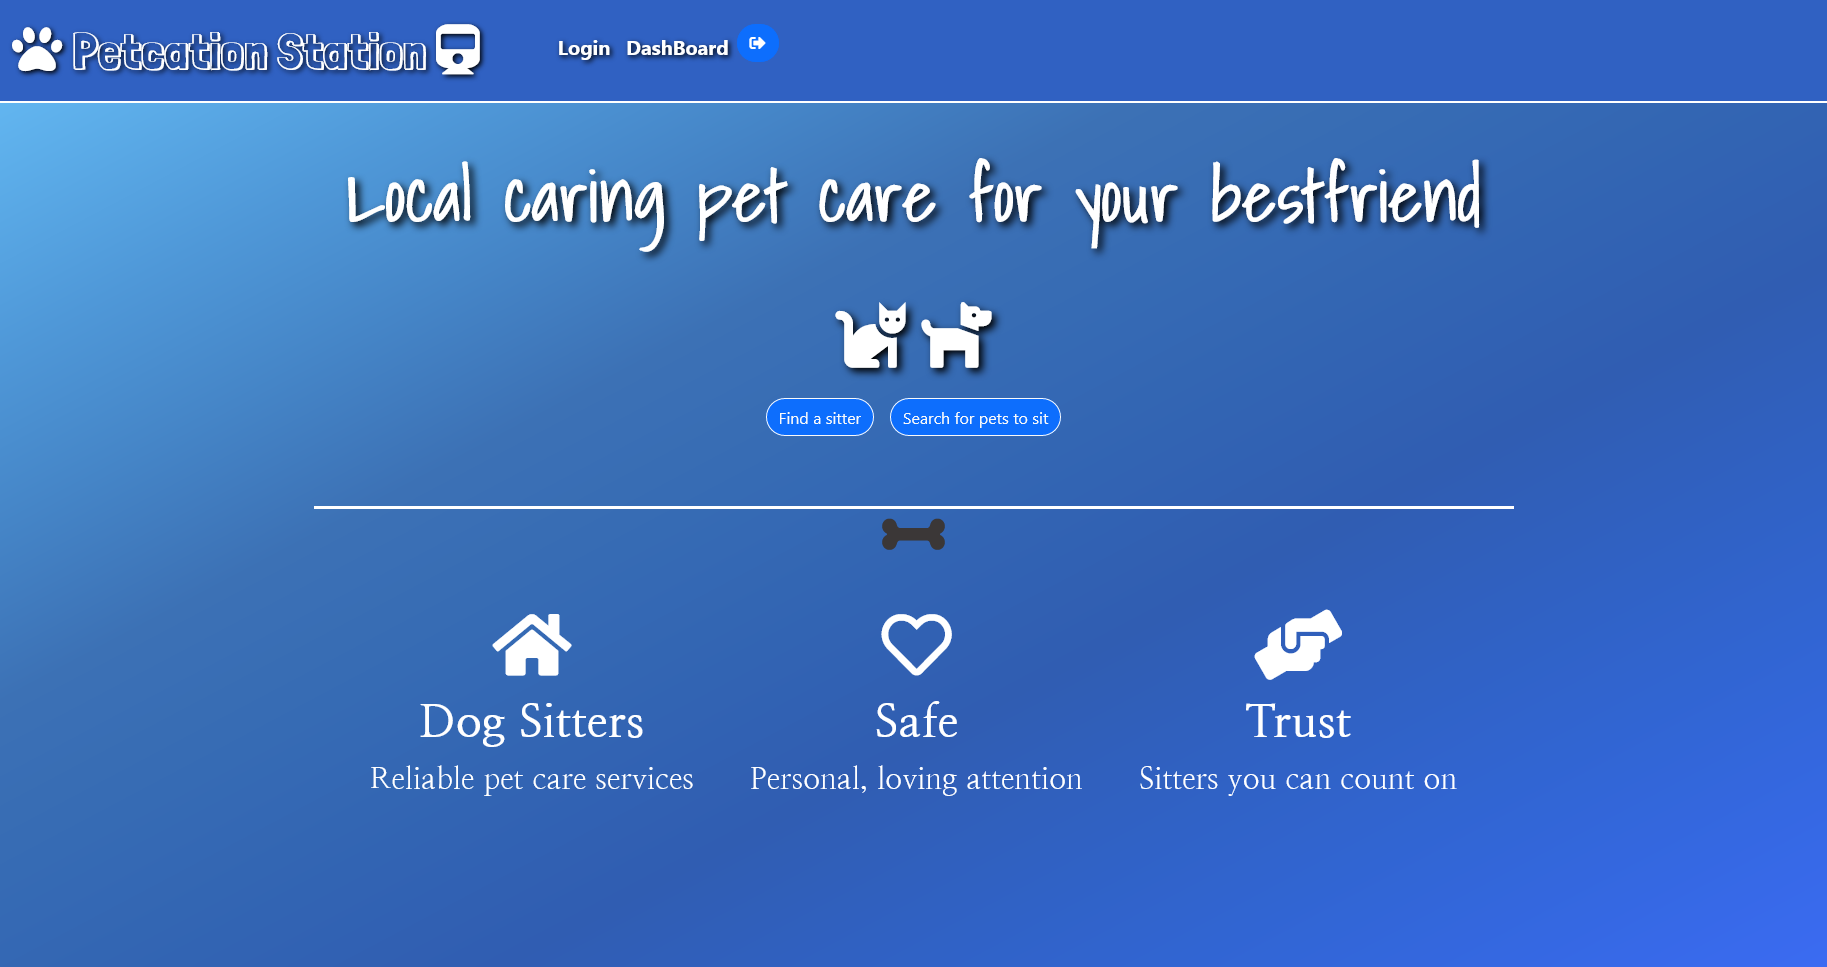 Petcation Station
Login DashBoard
Local caring pet care for your bestfriend
Find a sitter Search for pets to sit
Dog Sitters Safe Trust
Reliable pet care services Personal, loving attention Sitters you can count on